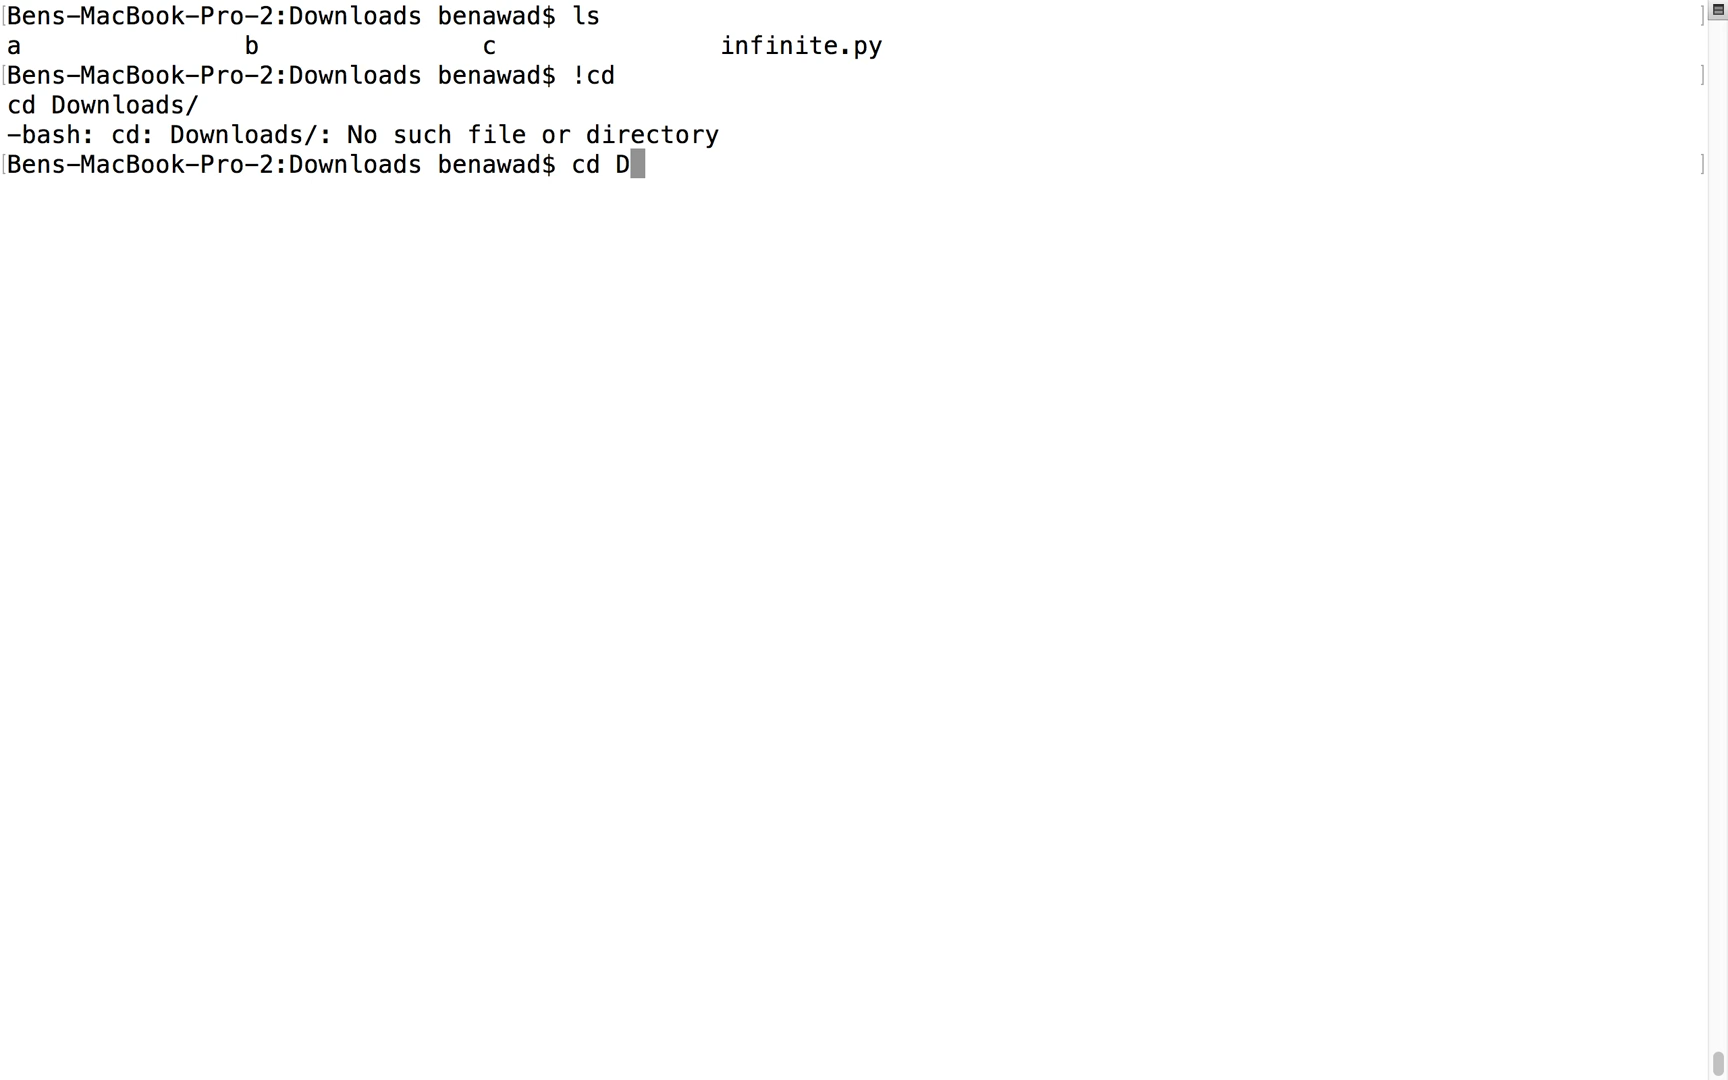 Bens-MacBook-Pro-2:Downloads benawad$ ls
a b c infinite.py
Bens-MacBook-Pro-2:Downloads benawad$ !cd
cd Downloads/
-bash: cd: Downloads/: No such file or directory
Bens-MacBook-Pro-2:Downloads benawad$ cd D